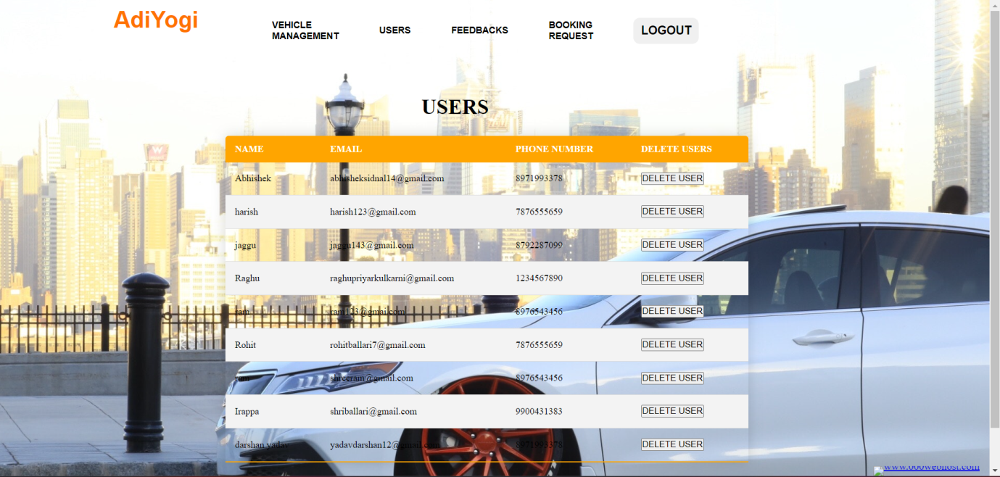 AdiYogi
VEHICLE
MANAGEMENT
USERS
FEEDBACKS
BOOKING
REQUEST
LOGOUT
USERS
NAME EMAIL PHONE NUMBER DELETE USERS
Abhishek abhisheksidnal14@gmail.com 8971993378 DELETE USER
harish harish123@gmail.com 7876555659 DELETE USER
jaggu jaggu143@gmail.com 8792287099 DELETE USER
Raghu raghupriyarkulkarni@gmail.com 1234567890 DELETE USER
ram ram123@gmai.com 8976543456 DELETE USER
Rohit rohitballari7@gmail.com 7876555659 DELETE USER
ram shreeram@gmail.com 8976543456 DELETE USER
Irappa shriballari@gmail.com 9900431383 DELETE USER
darshan yadav yadavdarshan12@gmail.com 8971993378 DELETE USER
www.000webhost.com